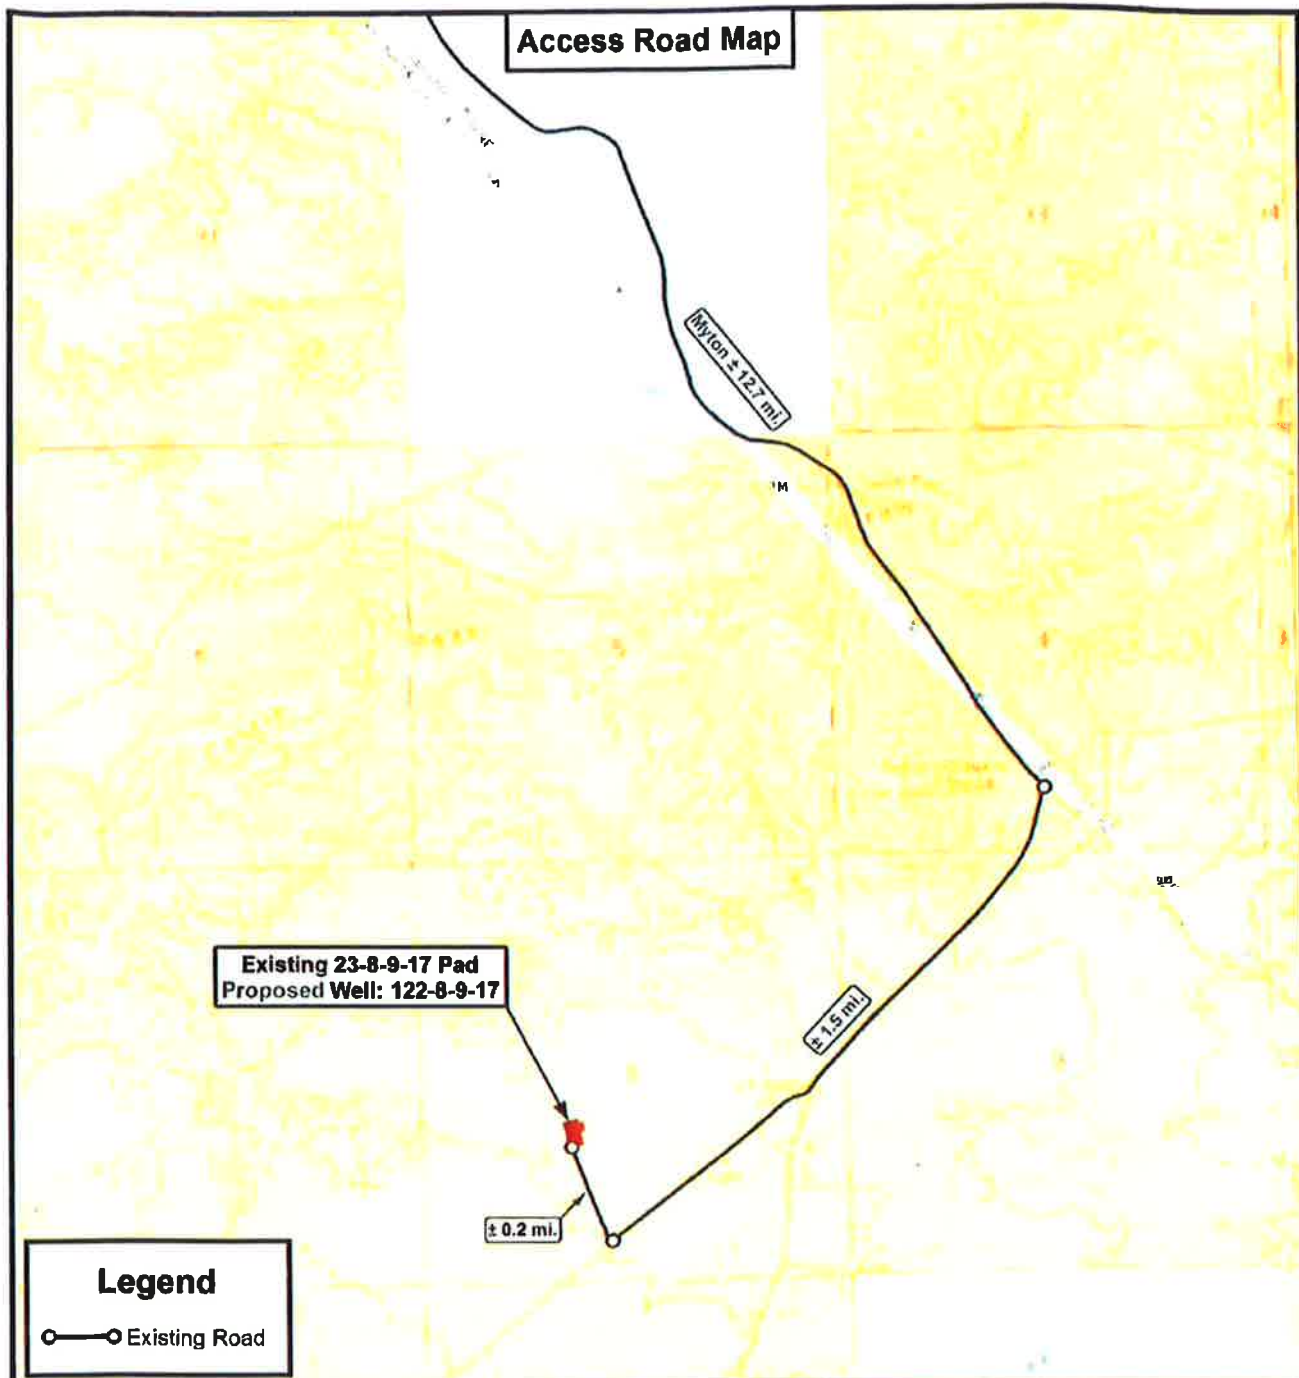 Access Road Map
Myton ± 12.7 mi.
Existing 23-8-9-17 Pad
Proposed Well: 122-8-9-17
± 1.5 mi.
± 0.2 mi.
Legend
Existing Road